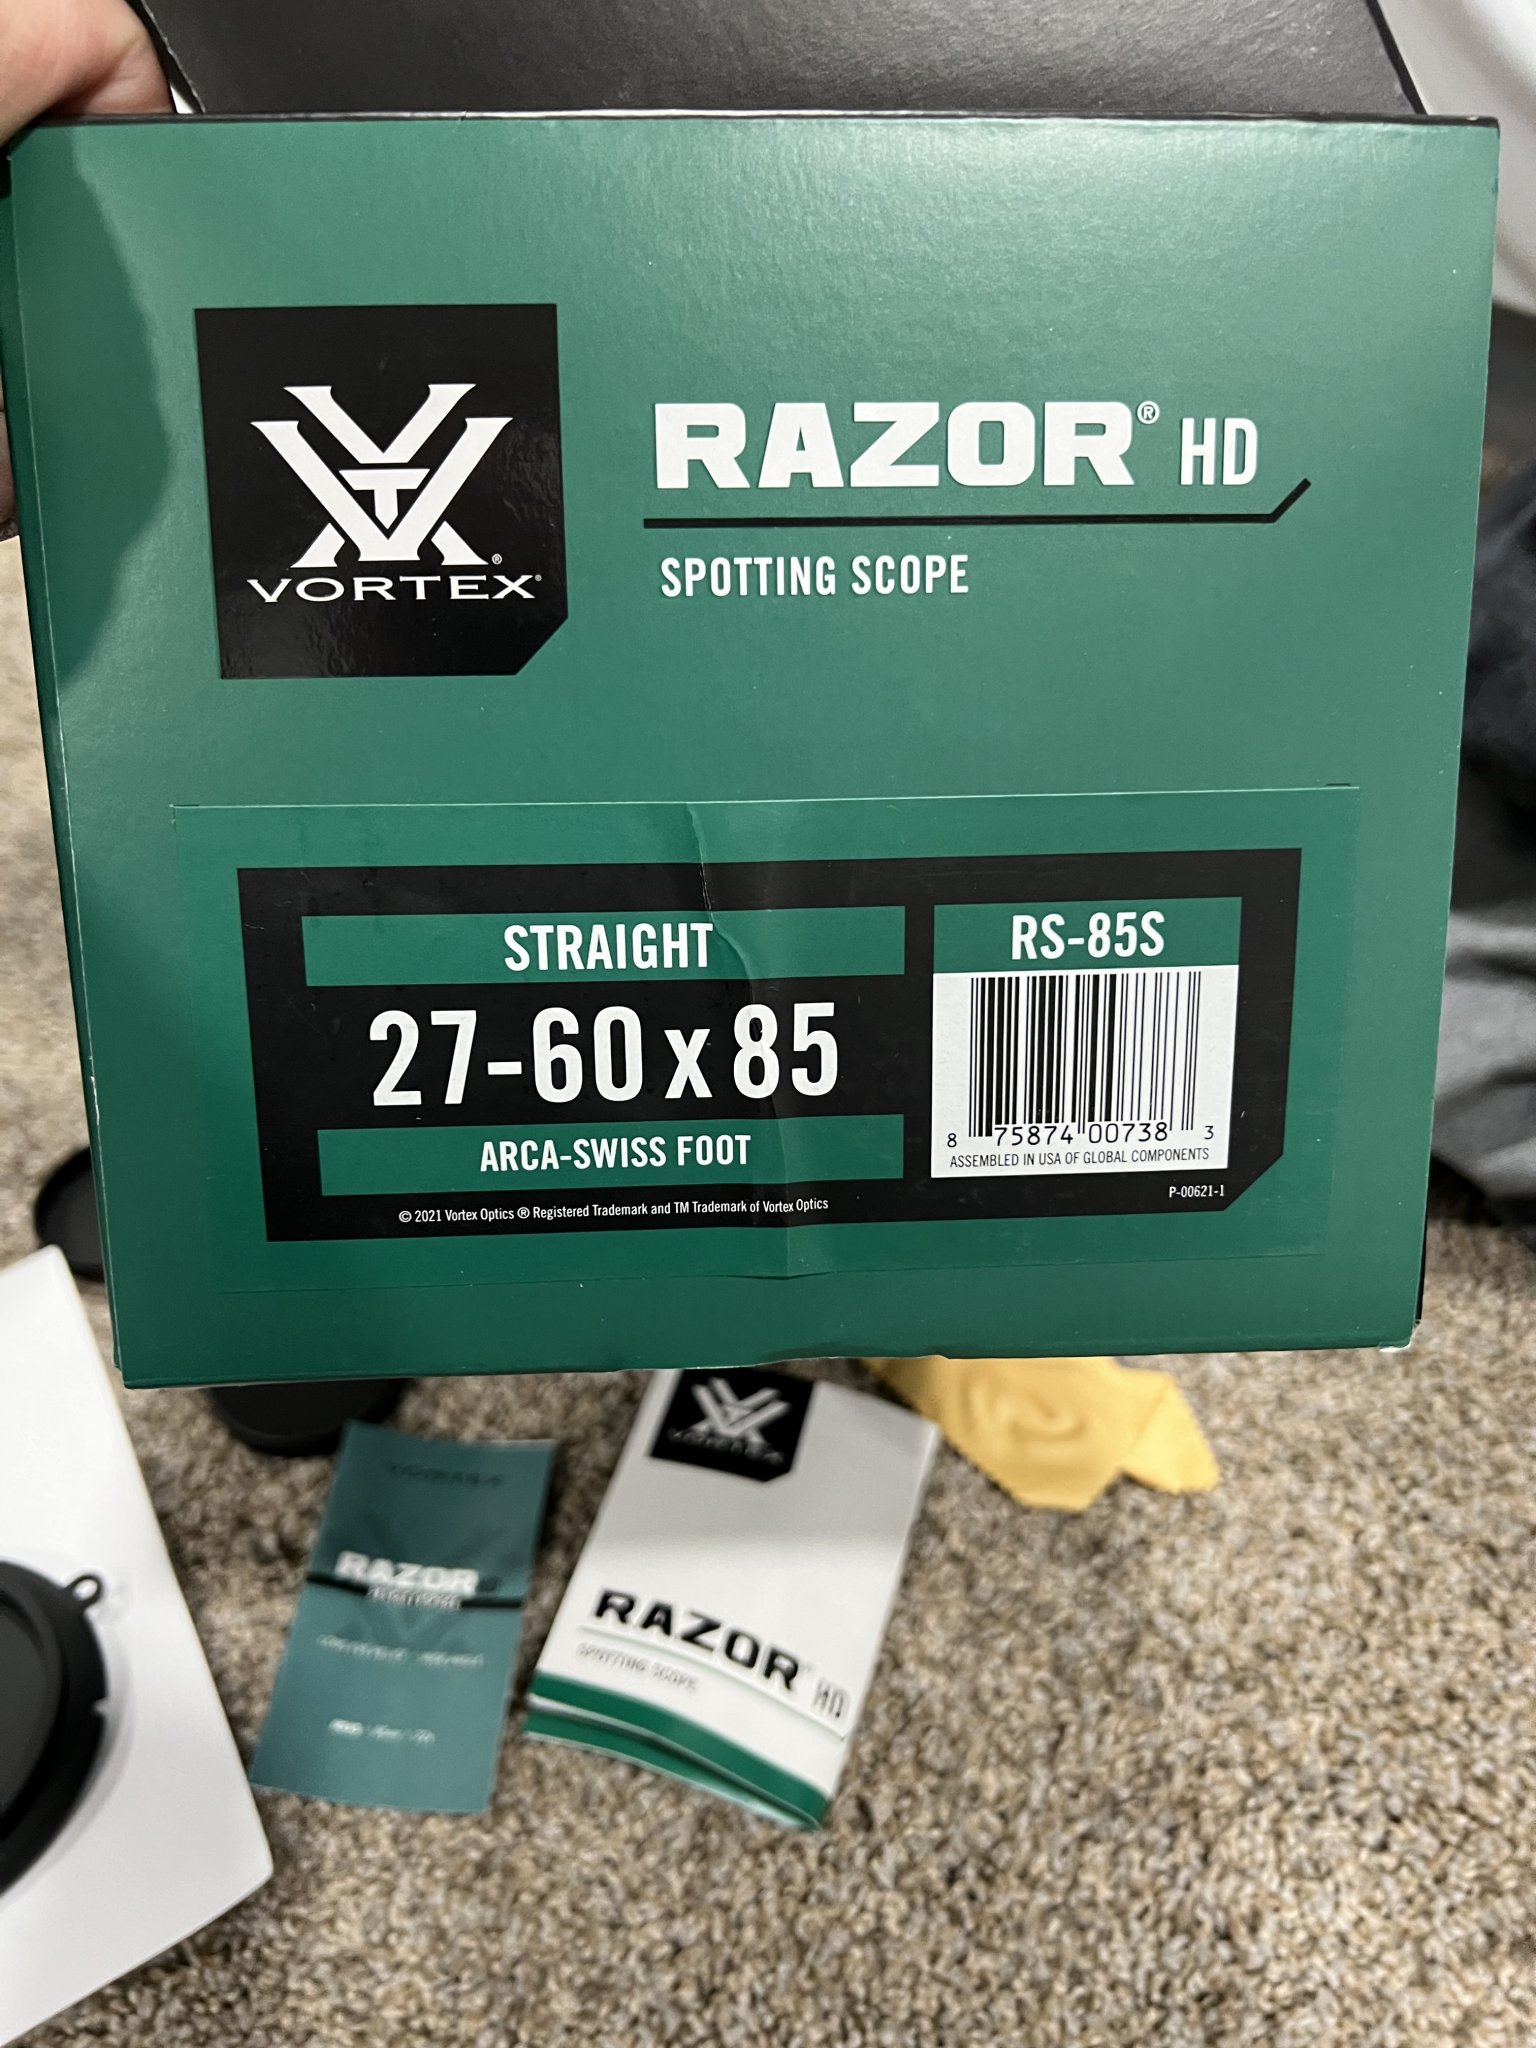 VORTEX®
RAZOR® HD
SPOTTING SCOPE
STRAIGHT
27-60 x 85
ARCA-SWISS FOOT
© 2021 Vortex Optics ® Registered Trademark and TM Trademark of Vortex Optics
RS-85S
8 75874 00738 3
ASSEMBLED IN USA OF GLOBAL COMPONENTS
P-00621-1
VORTEX
RAZOR
RAZOR HD
SPOTTING SCOPE